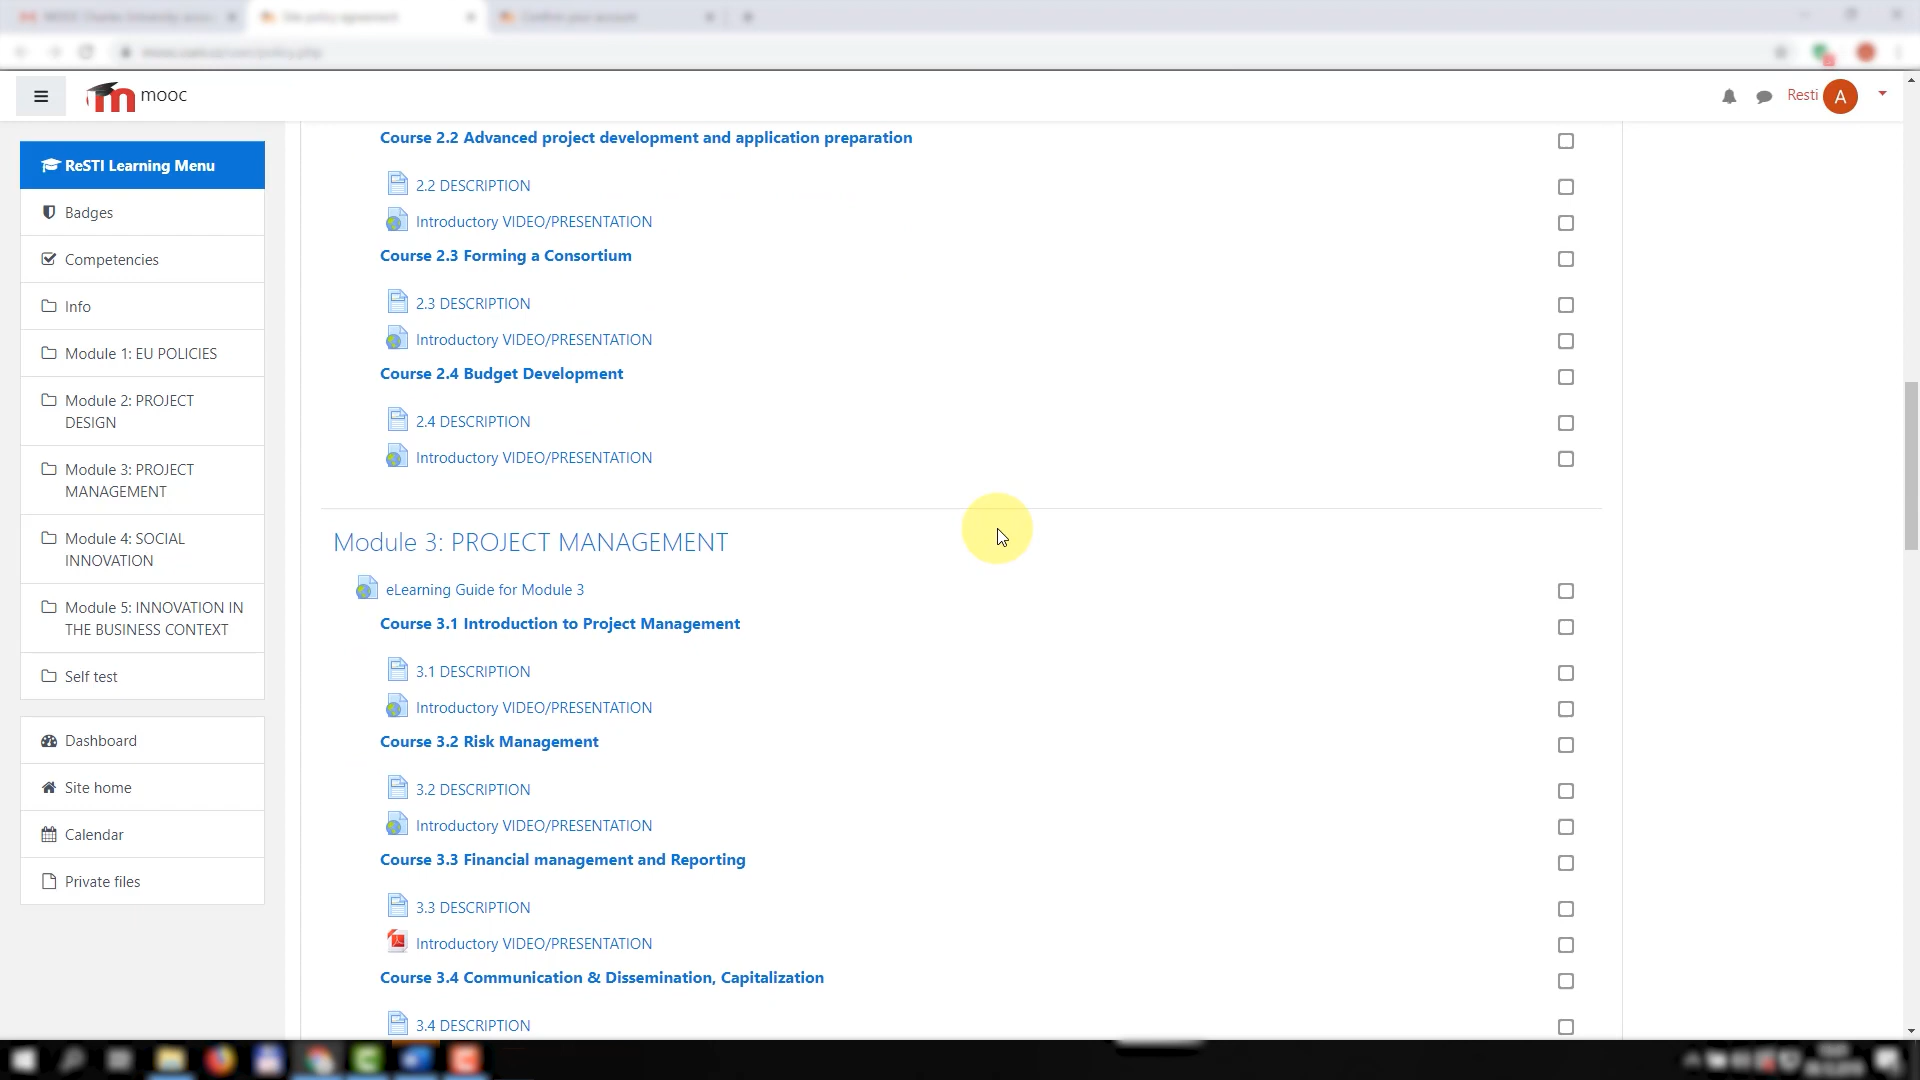 mooc
Resti
A
ReSTI Learning Menu
Badges
Competencies
Info
Module 1: EU POLICIES
Module 2: PROJECT
DESIGN
Module 3: PROJECT
MANAGEMENT
Module 4: SOCIAL
INNOVATION
Module 5: INNOVATION IN
THE BUSINESS CONTEXT
Self test
Dashboard
Site home
Calendar
Private files
Course 2.2 Advanced project development and application preparation
2.2 DESCRIPTION
Introductory VIDEO/PRESENTATION
Course 2.3 Forming a Consortium
2.3 DESCRIPTION
Introductory VIDEO/PRESENTATION
Course 2.4 Budget Development
2.4 DESCRIPTION
Introductory VIDEO/PRESENTATION
Module 3: PROJECT MANAGEMENT
eLearning Guide for Module 3
Course 3.1 Introduction to Project Management
3.1 DESCRIPTION
Introductory VIDEO/PRESENTATION
Course 3.2 Risk Management
3.2 DESCRIPTION
Introductory VIDEO/PRESENTATION
Course 3.3 Financial management and Reporting
3.3 DESCRIPTION
Introductory VIDEO/PRESENTATION
Course 3.4 Communication & Dissemination, Capitalization
3.4 DESCRIPTION